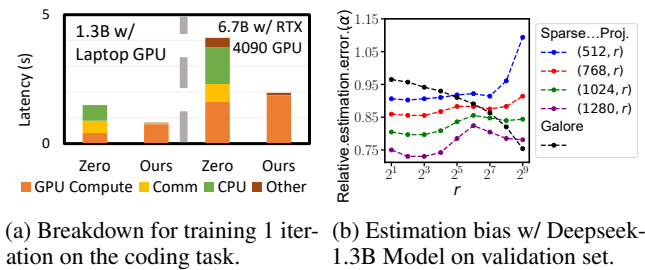 5
0
Latency (s)
1.3B w/
Laptop GPU
6.7B w/ RTX
4090 GPU
Zero
Ours
Zero
Ours
GPU Compute
Comm
CPU
Other
(a) Breakdown for training 1 iter-
ation on the coding task.
Relative.estimation.error.(α)
1.15
1.05
0.95
0.85
0.75
2^1
2^3
2^5
2^7
2^9
r
Sparse...Proj.
(512, r)
(768, r)
(1024, r)
(1280, r)
Galore
(b) Estimation bias w/ Deepseek-
1.3B Model on validation set.